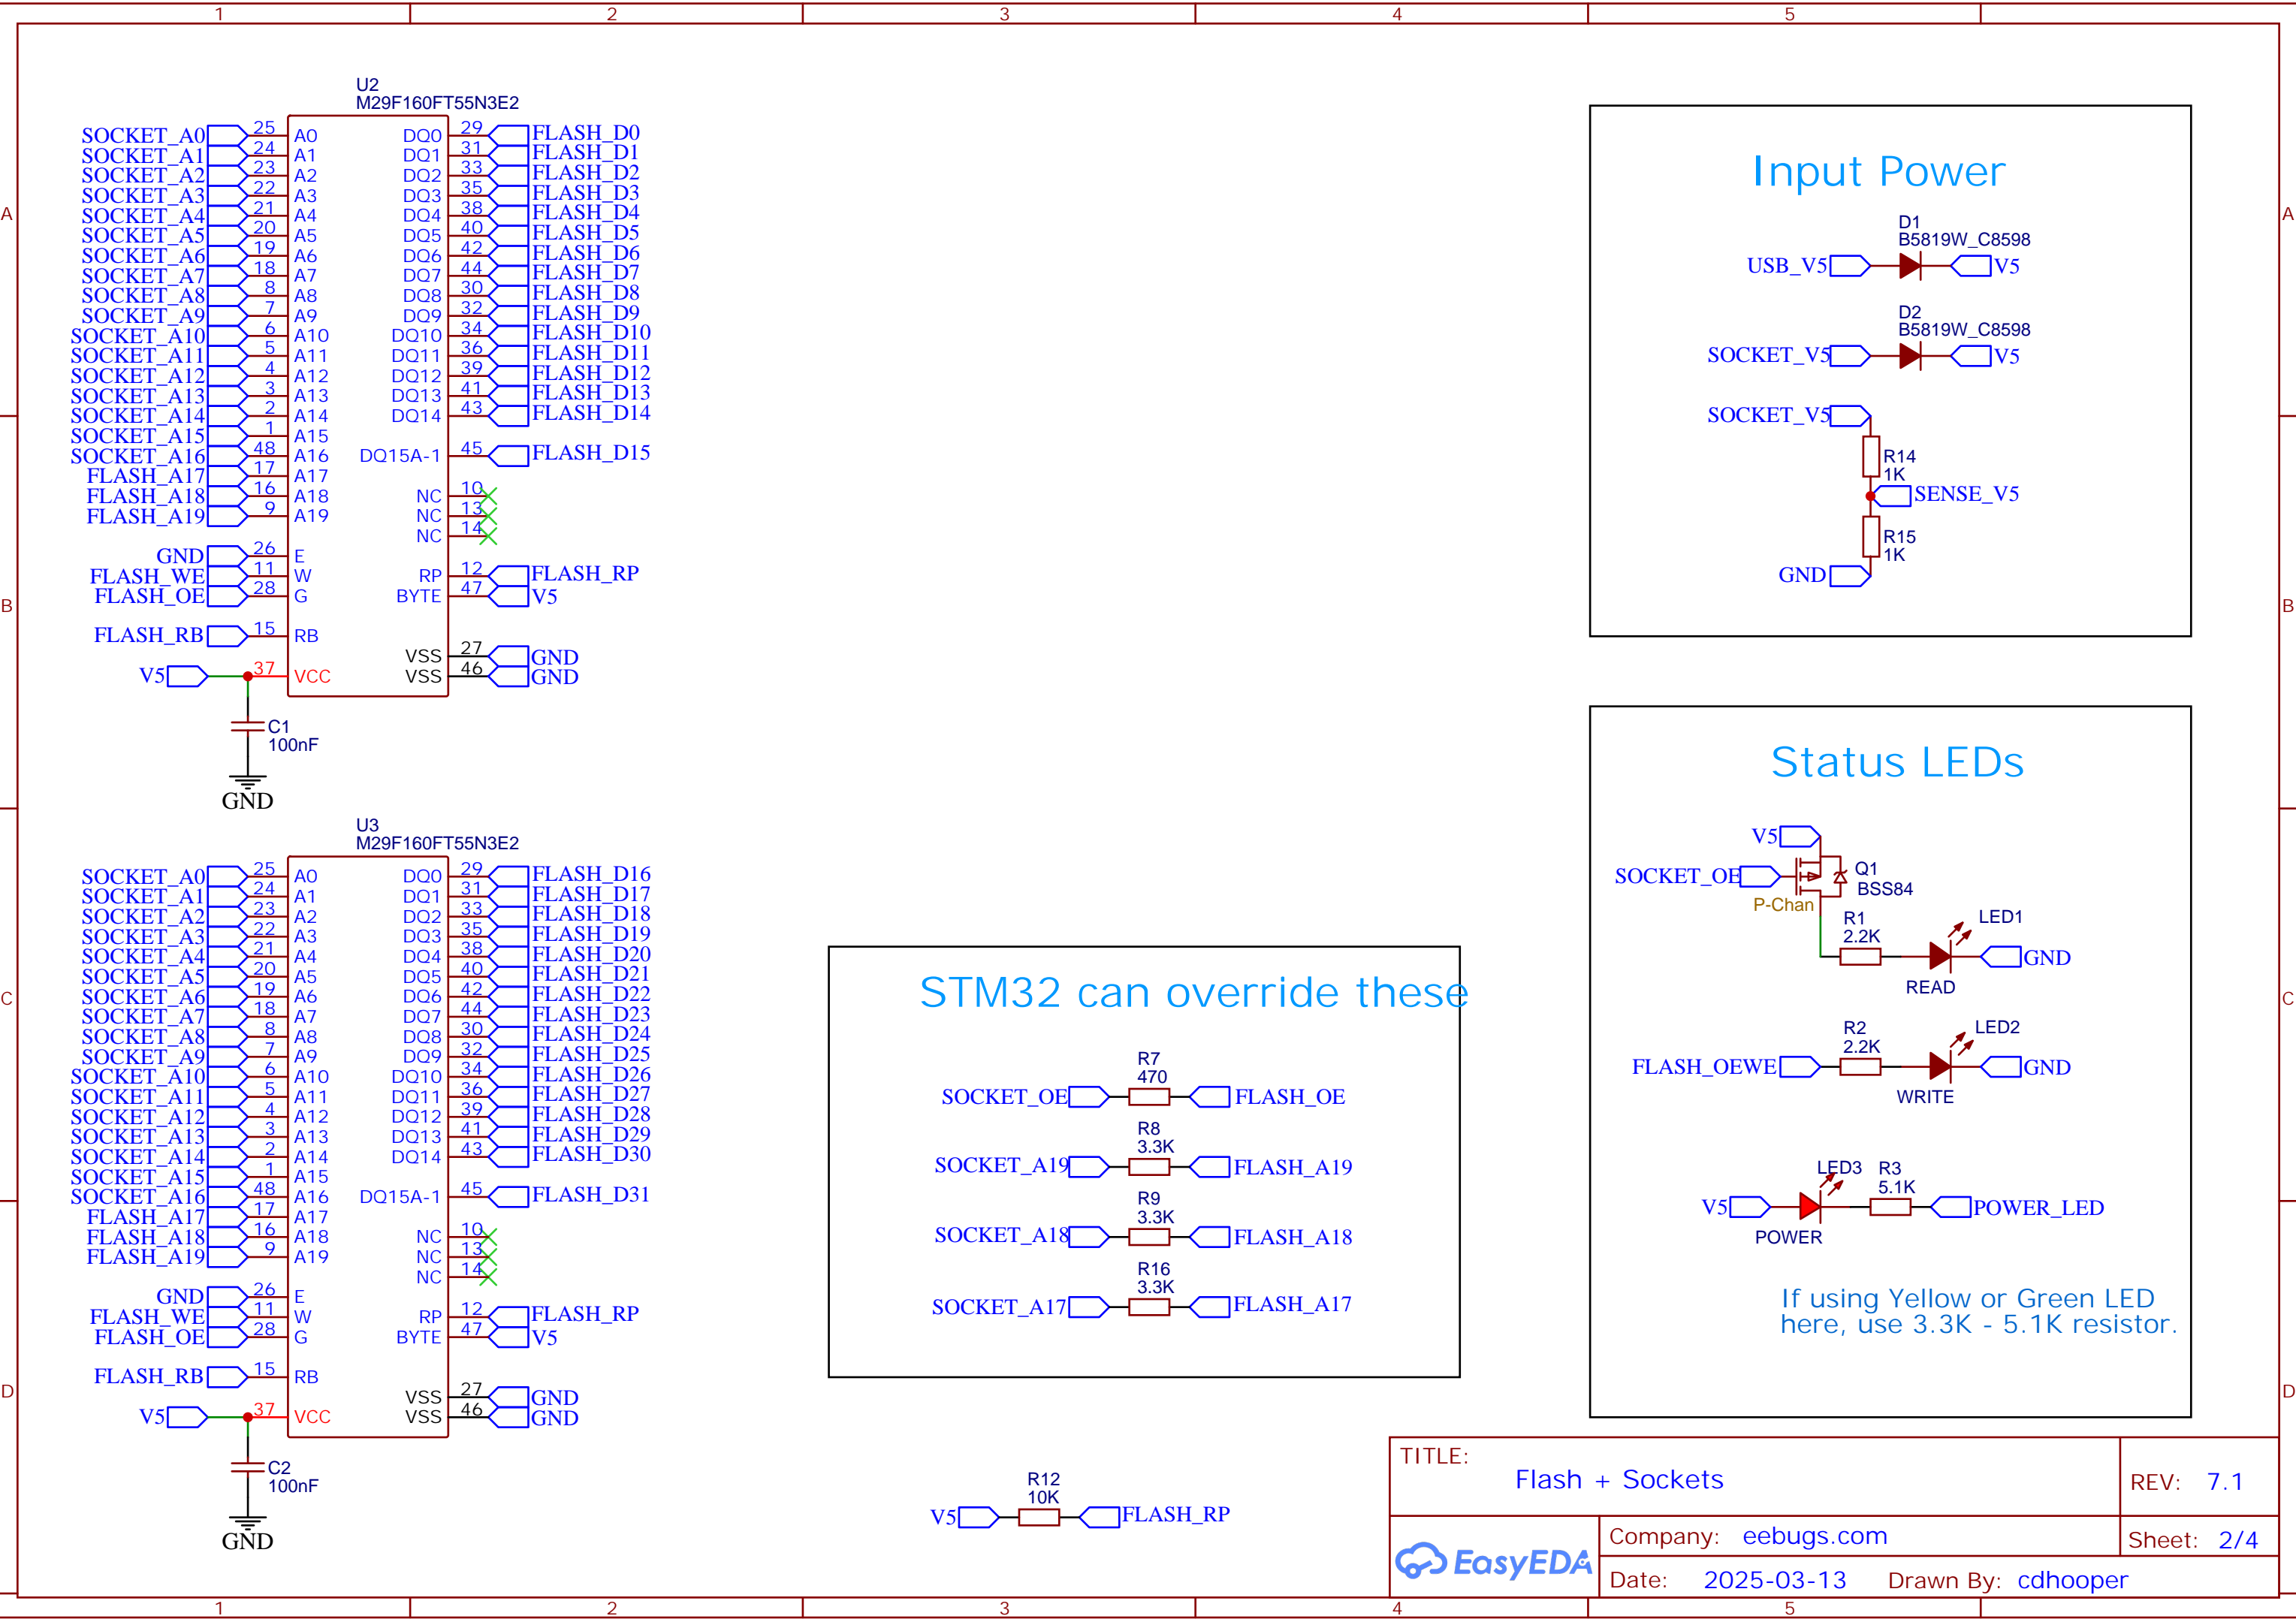 1 2 3 4 5
A
B
C
D
U2
M29F160FT55N3E2
SOCKET_A0 25 A0 DQ0 29 FLASH_D0
SOCKET_A1 24 A1 DQ1 31 FLASH_D1
SOCKET_A2 23 A2 DQ2 33 FLASH_D2
SOCKET_A3 22 A3 DQ3 35 FLASH_D3
SOCKET_A4 21 A4 DQ4 38 FLASH_D4
SOCKET_A5 20 A5 DQ5 40 FLASH_D5
SOCKET_A6 19 A6 DQ6 42 FLASH_D6
SOCKET_A7 18 A7 DQ7 44 FLASH_D7
SOCKET_A8 8 A8 DQ8 30 FLASH_D8
SOCKET_A9 7 A9 DQ9 32 FLASH_D9
SOCKET_A10 6 A10 DQ10 34 FLASH_D10
SOCKET_A11 5 A11 DQ11 36 FLASH_D11
SOCKET_A12 4 A12 DQ12 39 FLASH_D12
SOCKET_A13 3 A13 DQ13 41 FLASH_D13
SOCKET_A14 2 A14 DQ14 43 FLASH_D14
SOCKET_A15 1 A15
SOCKET_A16 48 A16 DQ15A-1 45 FLASH_D15
FLASH_A17 17 A17
FLASH_A18 16 A18 NC 10
FLASH_A19 9 A19 NC 13
NC 14
GND 26 E
FLASH_WE 11 W RP 12 FLASH_RP
FLASH_OE 28 G BYTE 47 V5
FLASH_RB 15 RB
VSS 27 GND
V5 37 VCC VSS 46 GND
C1
100nF
GND
U3
M29F160FT55N3E2
SOCKET_A0 25 A0 DQ0 29 FLASH_D16
SOCKET_A1 24 A1 DQ1 31 FLASH_D17
SOCKET_A2 23 A2 DQ2 33 FLASH_D18
SOCKET_A3 22 A3 DQ3 35 FLASH_D19
SOCKET_A4 21 A4 DQ4 38 FLASH_D20
SOCKET_A5 20 A5 DQ5 40 FLASH_D21
SOCKET_A6 19 A6 DQ6 42 FLASH_D22
SOCKET_A7 18 A7 DQ7 44 FLASH_D23
SOCKET_A8 8 A8 DQ8 30 FLASH_D24
SOCKET_A9 7 A9 DQ9 32 FLASH_D25
SOCKET_A10 6 A10 DQ10 34 FLASH_D26
SOCKET_A11 5 A11 DQ11 36 FLASH_D27
SOCKET_A12 4 A12 DQ12 39 FLASH_D28
SOCKET_A13 3 A13 DQ13 41 FLASH_D29
SOCKET_A14 2 A14 DQ14 43 FLASH_D30
SOCKET_A15 1 A15
SOCKET_A16 48 A16 DQ15A-1 45 FLASH_D31
FLASH_A17 17 A17
FLASH_A18 16 A18 NC 10
FLASH_A19 9 A19 NC 13
NC 14
GND 26 E
FLASH_WE 11 W RP 12 FLASH_RP
FLASH_OE 28 G BYTE 47 V5
FLASH_RB 15 RB
VSS 27 GND
V5 37 VCC VSS 46 GND
C2
100nF
GND
STM32 can override these
R7
470
SOCKET_OE FLASH_OE
R8
3.3K
SOCKET_A19 FLASH_A19
R9
3.3K
SOCKET_A18 FLASH_A18
R16
3.3K
SOCKET_A17 FLASH_A17
R12
10K
V5 FLASH_RP
Input Power
D1
B5819W_C8598
USB_V5 V5
D2
B5819W_C8598
SOCKET_V5 V5
SOCKET_V5
R14
1K
SENSE_V5
R15
1K
GND
Status LEDs
V5
SOCKET_OE Q1
BSS84
P-Chan
R1
2.2K
LED1
GND
READ
R2
2.2K
LED2
FLASH_OEWE GND
WRITE
LED3 R3
5.1K
V5 POWER_LED
POWER
If using Yellow or Green LED
here, use 3.3K - 5.1K resistor.
TITLE:
Flash + Sockets
REV: 7.1
EasyEDA
Company: eebugs.com
Sheet: 2/4
Date: 2025-03-13 Drawn By: cdhooper
A
B
C
D
1 2 3 4 5